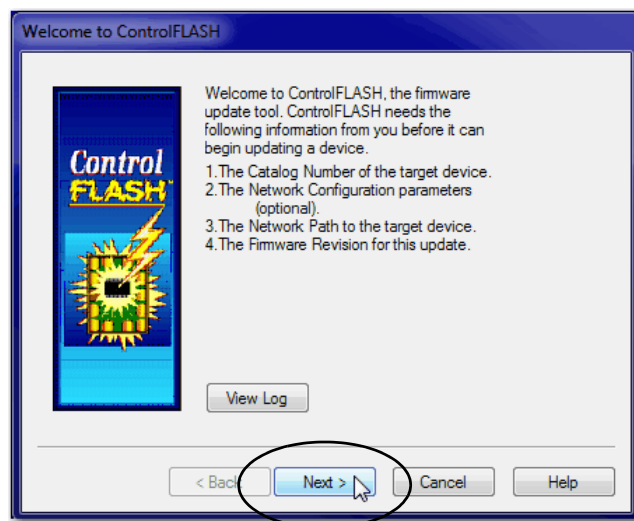 Welcome to ControlFLASH
Welcome to ControlFLASH, the firmware
update tool. ControlFLASH needs the
following information from you before it can
begin updating a device.
1.The Catalog Number of the target device.
2.The Network Configuration parameters
(optional).
3.The Network Path to the target device.
4.The Firmware Revision for this update.
Control
FLASH
View Log
< Back Next > Cancel Help